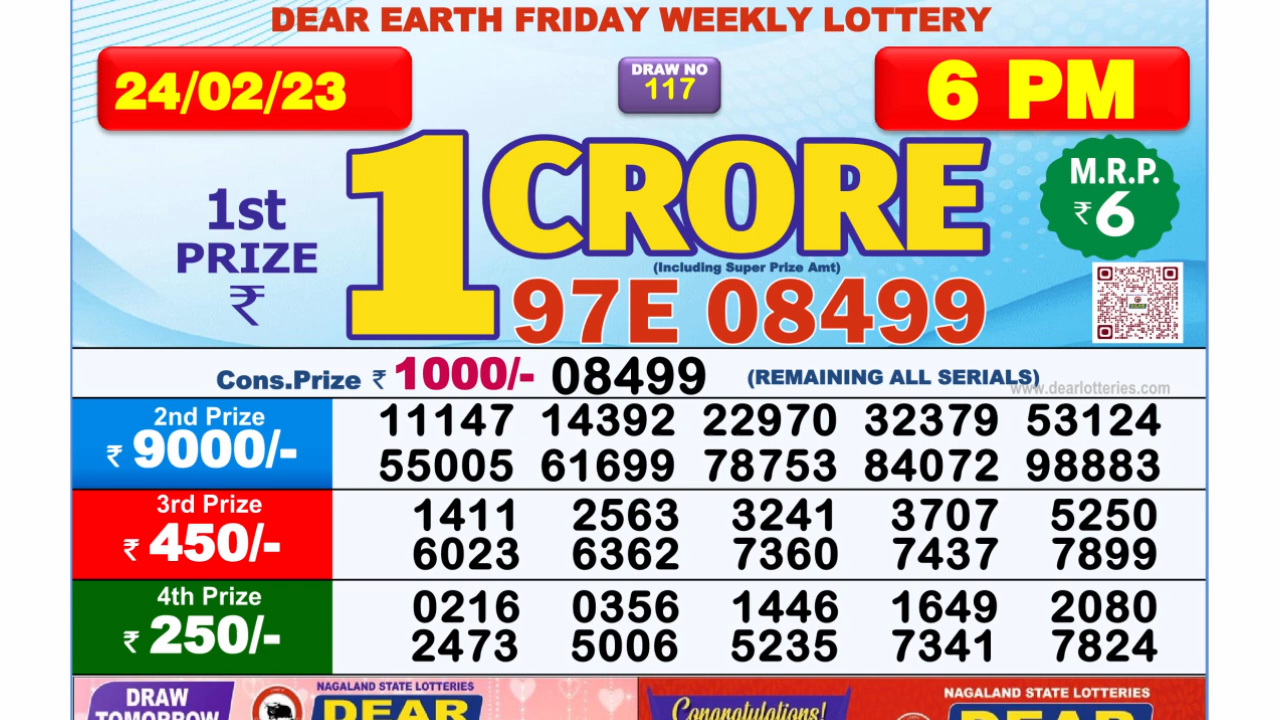 DEAR EARTH FRIDAY WEEKLY LOTTERY
24/02/23
DRAW NO
117
6 PM
1st
PRIZE
₹
1 CRORE
(Including Super Prize Amt)
97E 08499
M.R.P.
₹6
Cons.Prize ₹ 1000/- 08499 (REMAINING ALL SERIALS)
www.dearlotteries.com
2nd Prize
₹ 9000/-
11147 14392 22970 32379 53124
55005 61699 78753 84072 98883
3rd Prize
₹ 450/-
1411 2563 3241 3707 5250
6023 6362 7360 7437 7899
4th Prize
₹ 250/-
0216 0356 1446 1649 2080
2473 5006 5235 7341 7824
DRAW
TOMORROW
NAGALAND STATE LOTTERIES
DEAR
Congratulations!
NAGALAND STATE LOTTERIES
DEAR